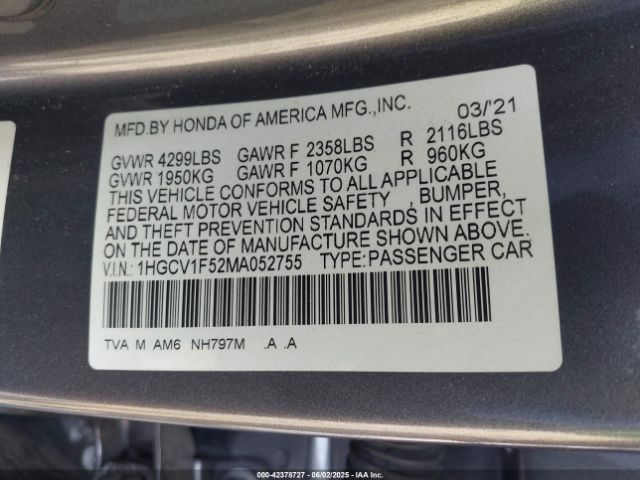 MFD.BY HONDA OF AMERICA MFG.,INC. 03/'21
GVWR 4299LBS GAWR F 2358LBS R 2116LBS
GVWR 1950KG GAWR F 1070KG R 960KG
THIS VEHICLE CONFORMS TO ALL APPLICABLE
FEDERAL MOTOR VEHICLE SAFETY , BUMPER,
AND THEFT PREVENTION STANDARDS IN EFFECT
ON THE DATE OF MANUFACTURE SHOWN ABOVE.
V.I.N.: 1HGCV1F52MA052755 TYPE:PASSENGER CAR
TVA M AM6 NH797M .A .A
000-42378727 - 06/02/2025 - IAA Inc.